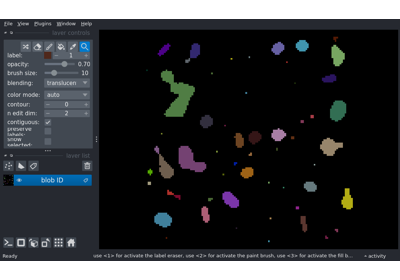 File View Plugins Window Help
layer controls
label: 1
opacity: 0.70
brush size: 10
blending: translucen
color mode: auto
contour: 0
n edit dim: 2
contiguous:
preserve labels:
show selected:
layer list
blob ID
Ready use <1> for activate the label eraser, use <2> for activate the paint brush, use <3> for activate the fill b... activity